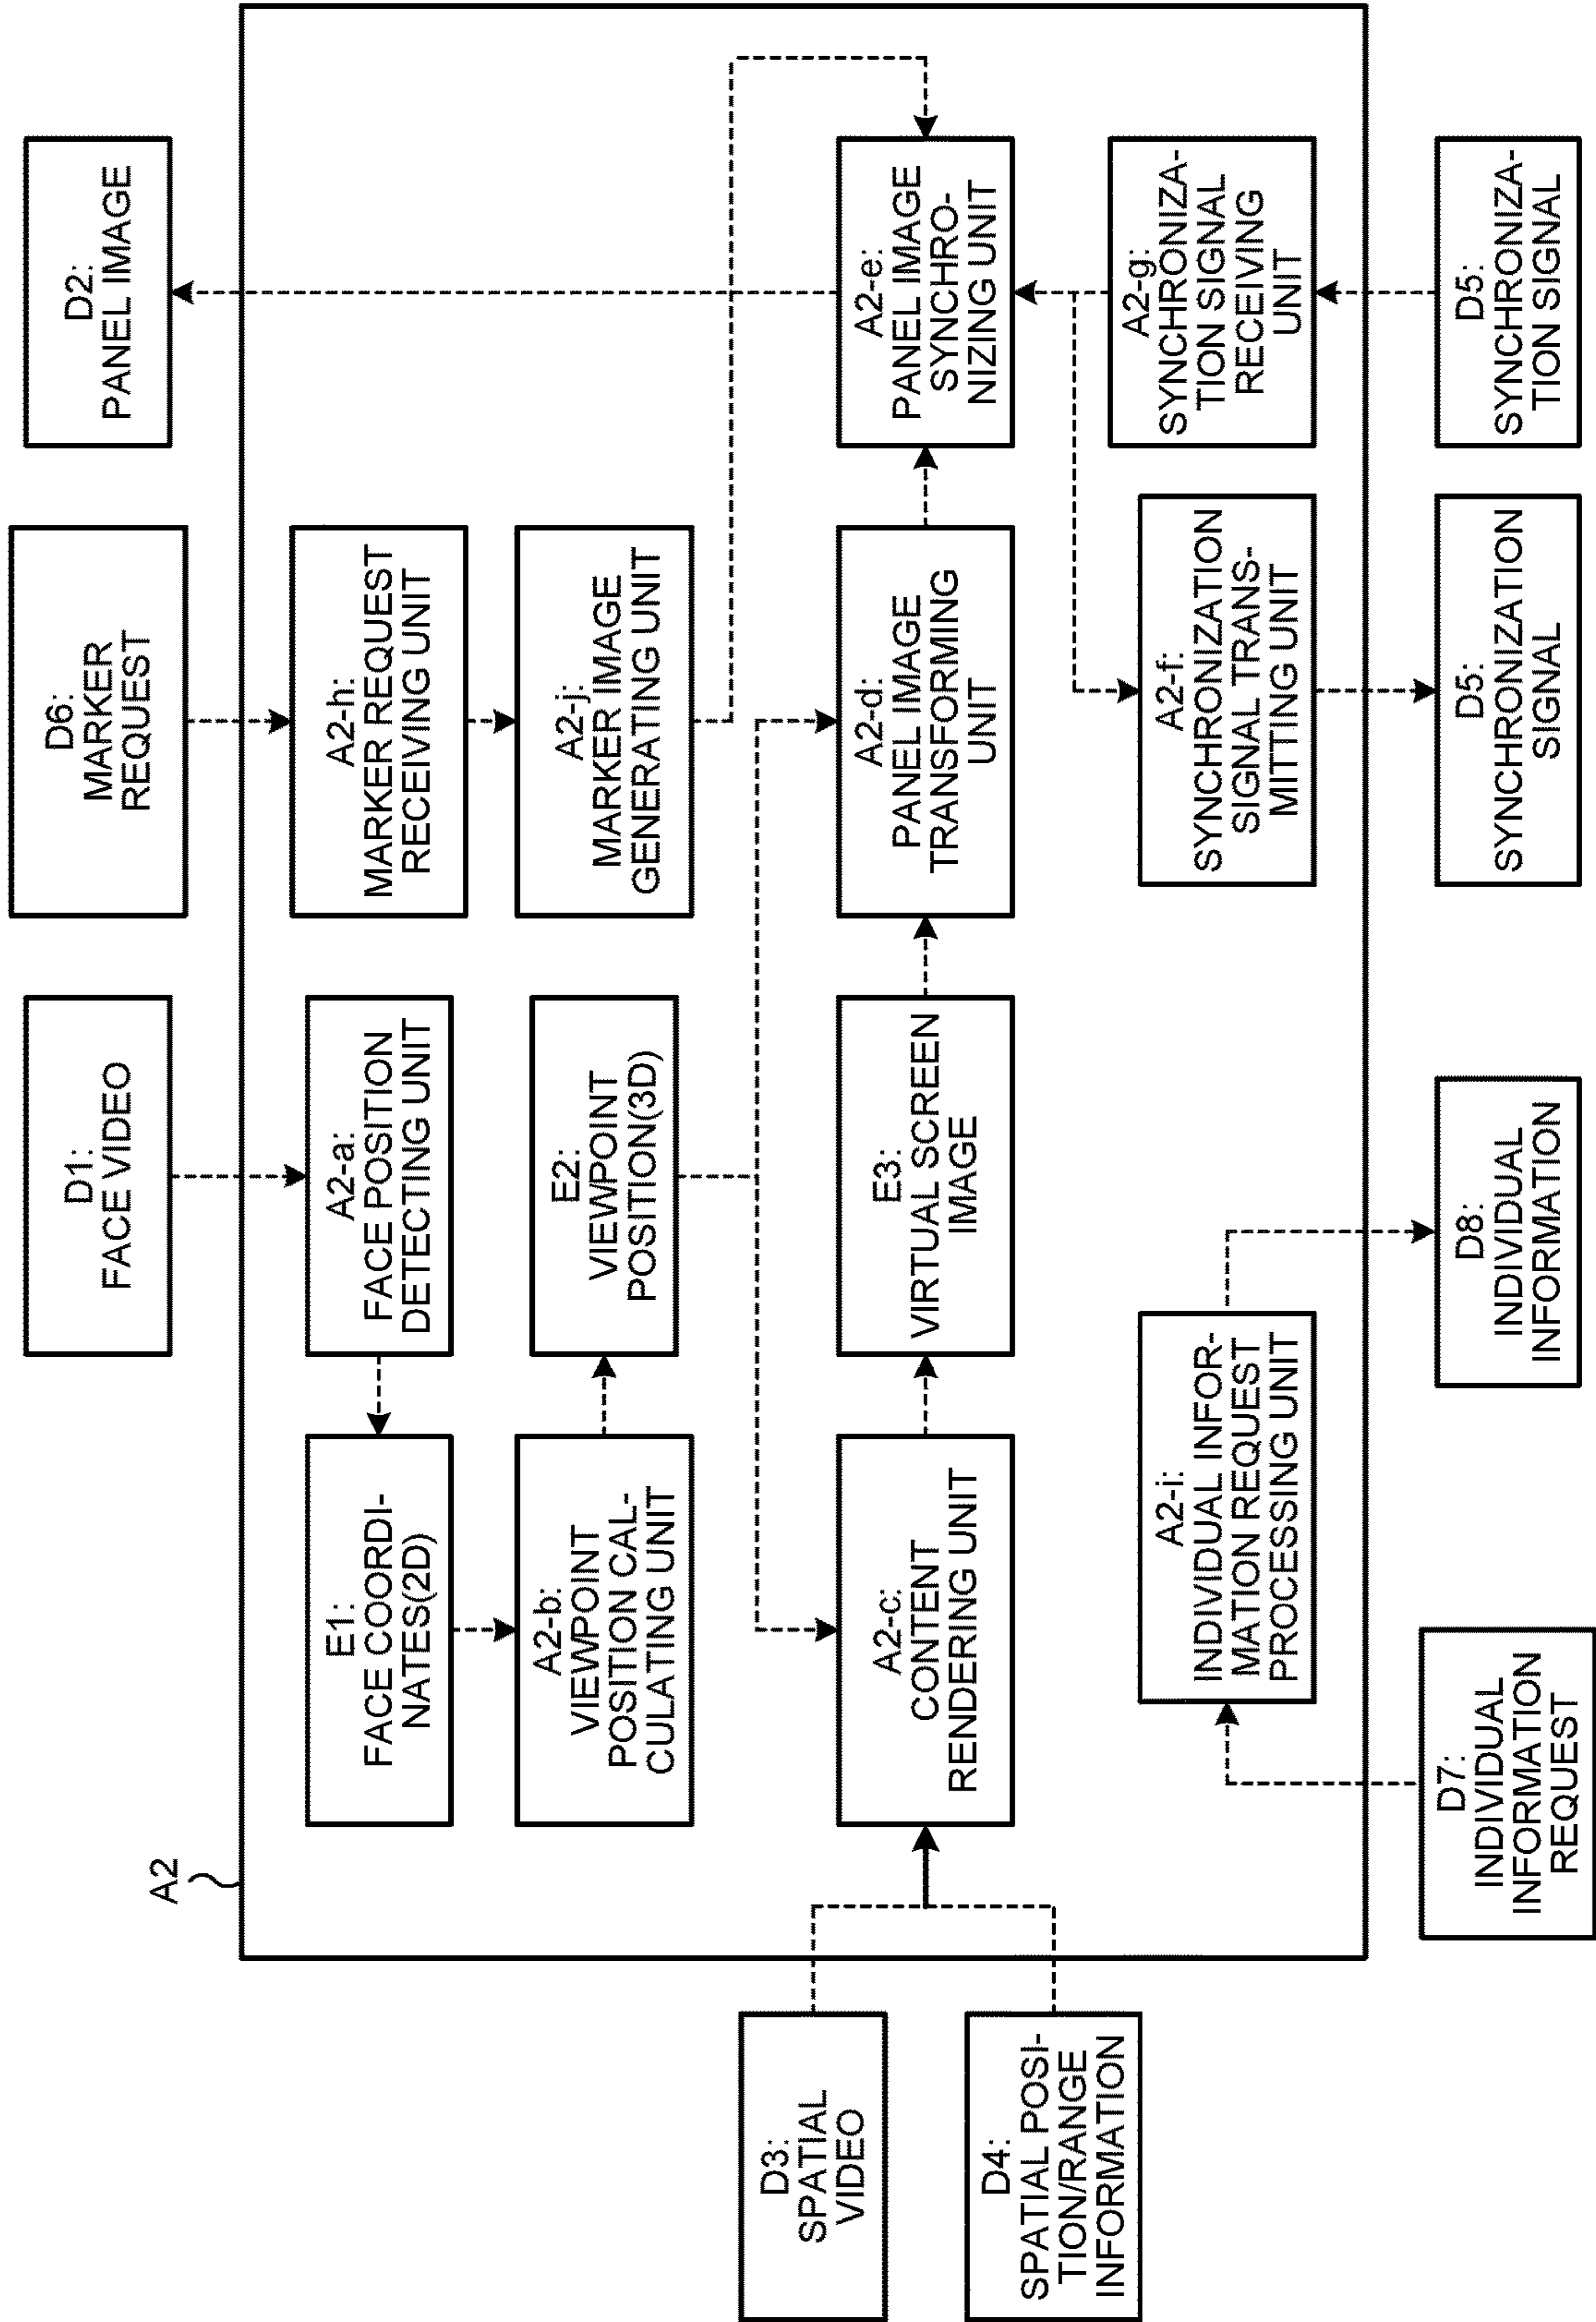 A2
D1:
FACE VIDEO
D6:
MARKER
REQUEST
D2:
PANEL IMAGE
E1:
FACE COORDI-
NATES(2D)
A2-a:
FACE POSITION
DETECTING UNIT
A2-h:
MARKER REQUEST
RECEIVING UNIT
A2-b:
VIEWPOINT
POSITION CAL-
CULATING UNIT
E2:
VIEWPOINT
POSITION(3D)
A2-j:
MARKER IMAGE
GENERATING UNIT
D3:
SPATIAL
VIDEO
D4:
SPATIAL POSI-
TION/RANGE
INFORMATION
A2-c:
CONTENT
RENDERING UNIT
E3:
VIRTUAL SCREEN
IMAGE
A2-d:
PANEL IMAGE
TRANSFORMING
UNIT
A2-e:
PANEL IMAGE
SYNCHRO-
NIZING UNIT
A2-i:
INDIVIDUAL INFOR-
MATION REQUEST
PROCESSING UNIT
A2-f:
SYNCHRONIZATION
SIGNAL TRANS-
MITTING UNIT
A2-g:
SYNCHRONIZA-
TION SIGNAL
RECEIVING
UNIT
D7:
INDIVIDUAL
INFORMATION
REQUEST
D8:
INDIVIDUAL
INFORMATION
D5:
SYNCHRONIZATION
SIGNAL
D5:
SYNCHRONIZA-
TION SIGNAL